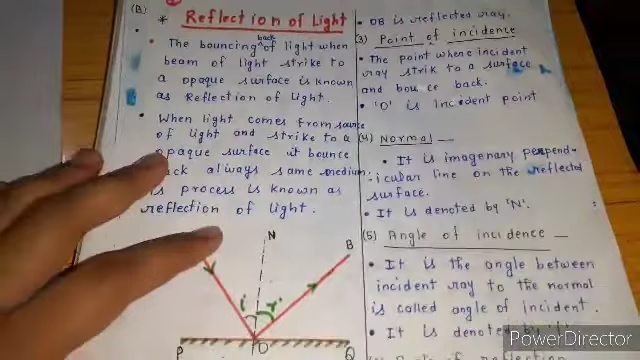 (B)
* Reflection of Light
• The bouncing back of light when
beam of light strike to
a opaque surface is known
as Reflection of Light.
• When light comes from source
of light and strike to a
opaque surface it bounce
back always same medium
is process is known as
reflection of light.
N
B
i
r
P
O
Q
• OB is reflected ray.
(3) Point of incidence
• The point where incident
ray strik to a surface
and bounce back.
• 'O' is Incident point
(4) Normal —
• It is imagenary perpend-
icular line on the reflected
surface.
• It is denoted by 'N'.
(5) Angle of incidence —
• It is the angle between
incident ray to the normal
is called angle of incident.
• It is denoted by 'i'
PowerDirector